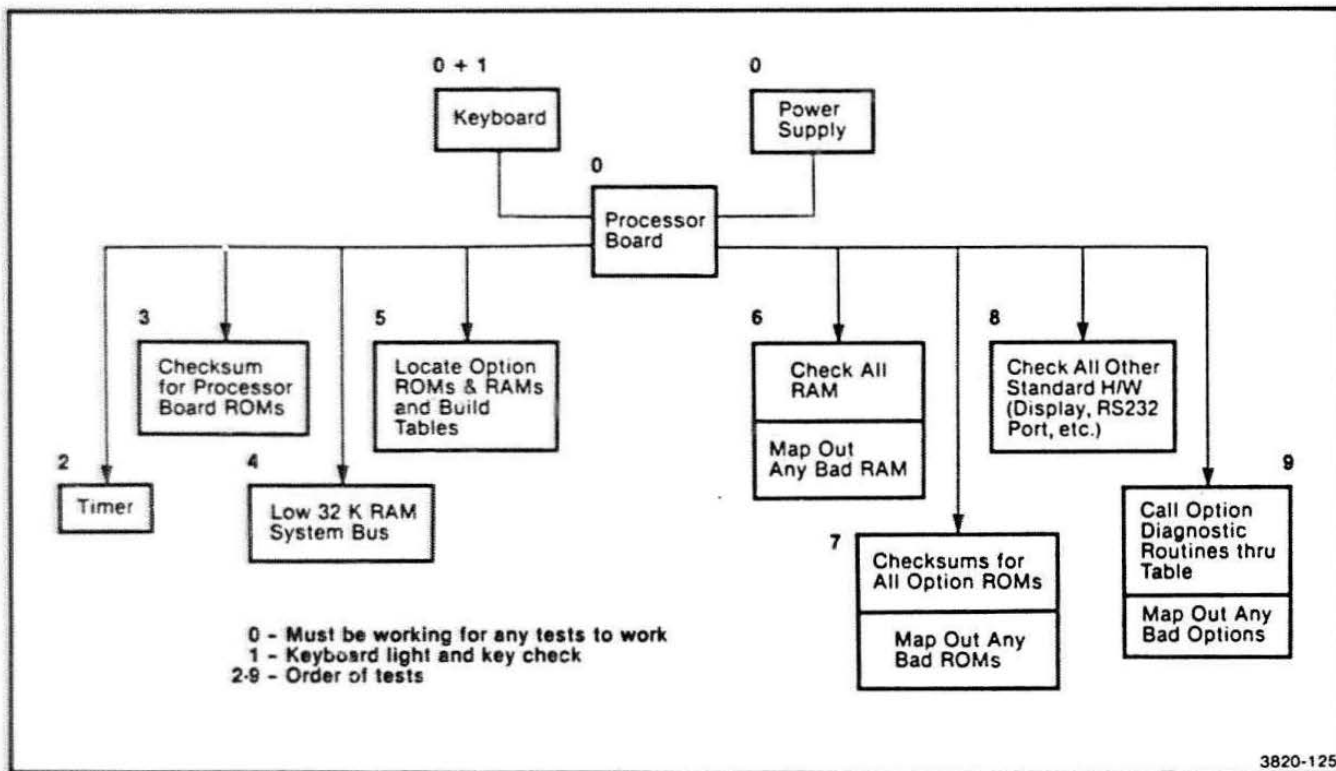 0 + 1
Keyboard
0
Power
Supply
0
Processor
Board
3
Checksum
for Processor
Board ROMs
5
Locate Option
ROMs & RAMs
and Build
Tables
6
Check All
RAM
Map Out
Any Bad RAM
8
Check All Other
Standard H/W
(Display, RS232
Port, etc.)
2
Timer
4
Low 32 K RAM
System Bus
7
Checksums for
All Option ROMs
Map Out Any
Bad ROMs
9
Call Option
Diagnostic
Routines thru
Table
Map Out Any
Bad Options
0 - Must be working for any tests to work
1 - Keyboard light and key check
2-9 - Order of tests
3820-125